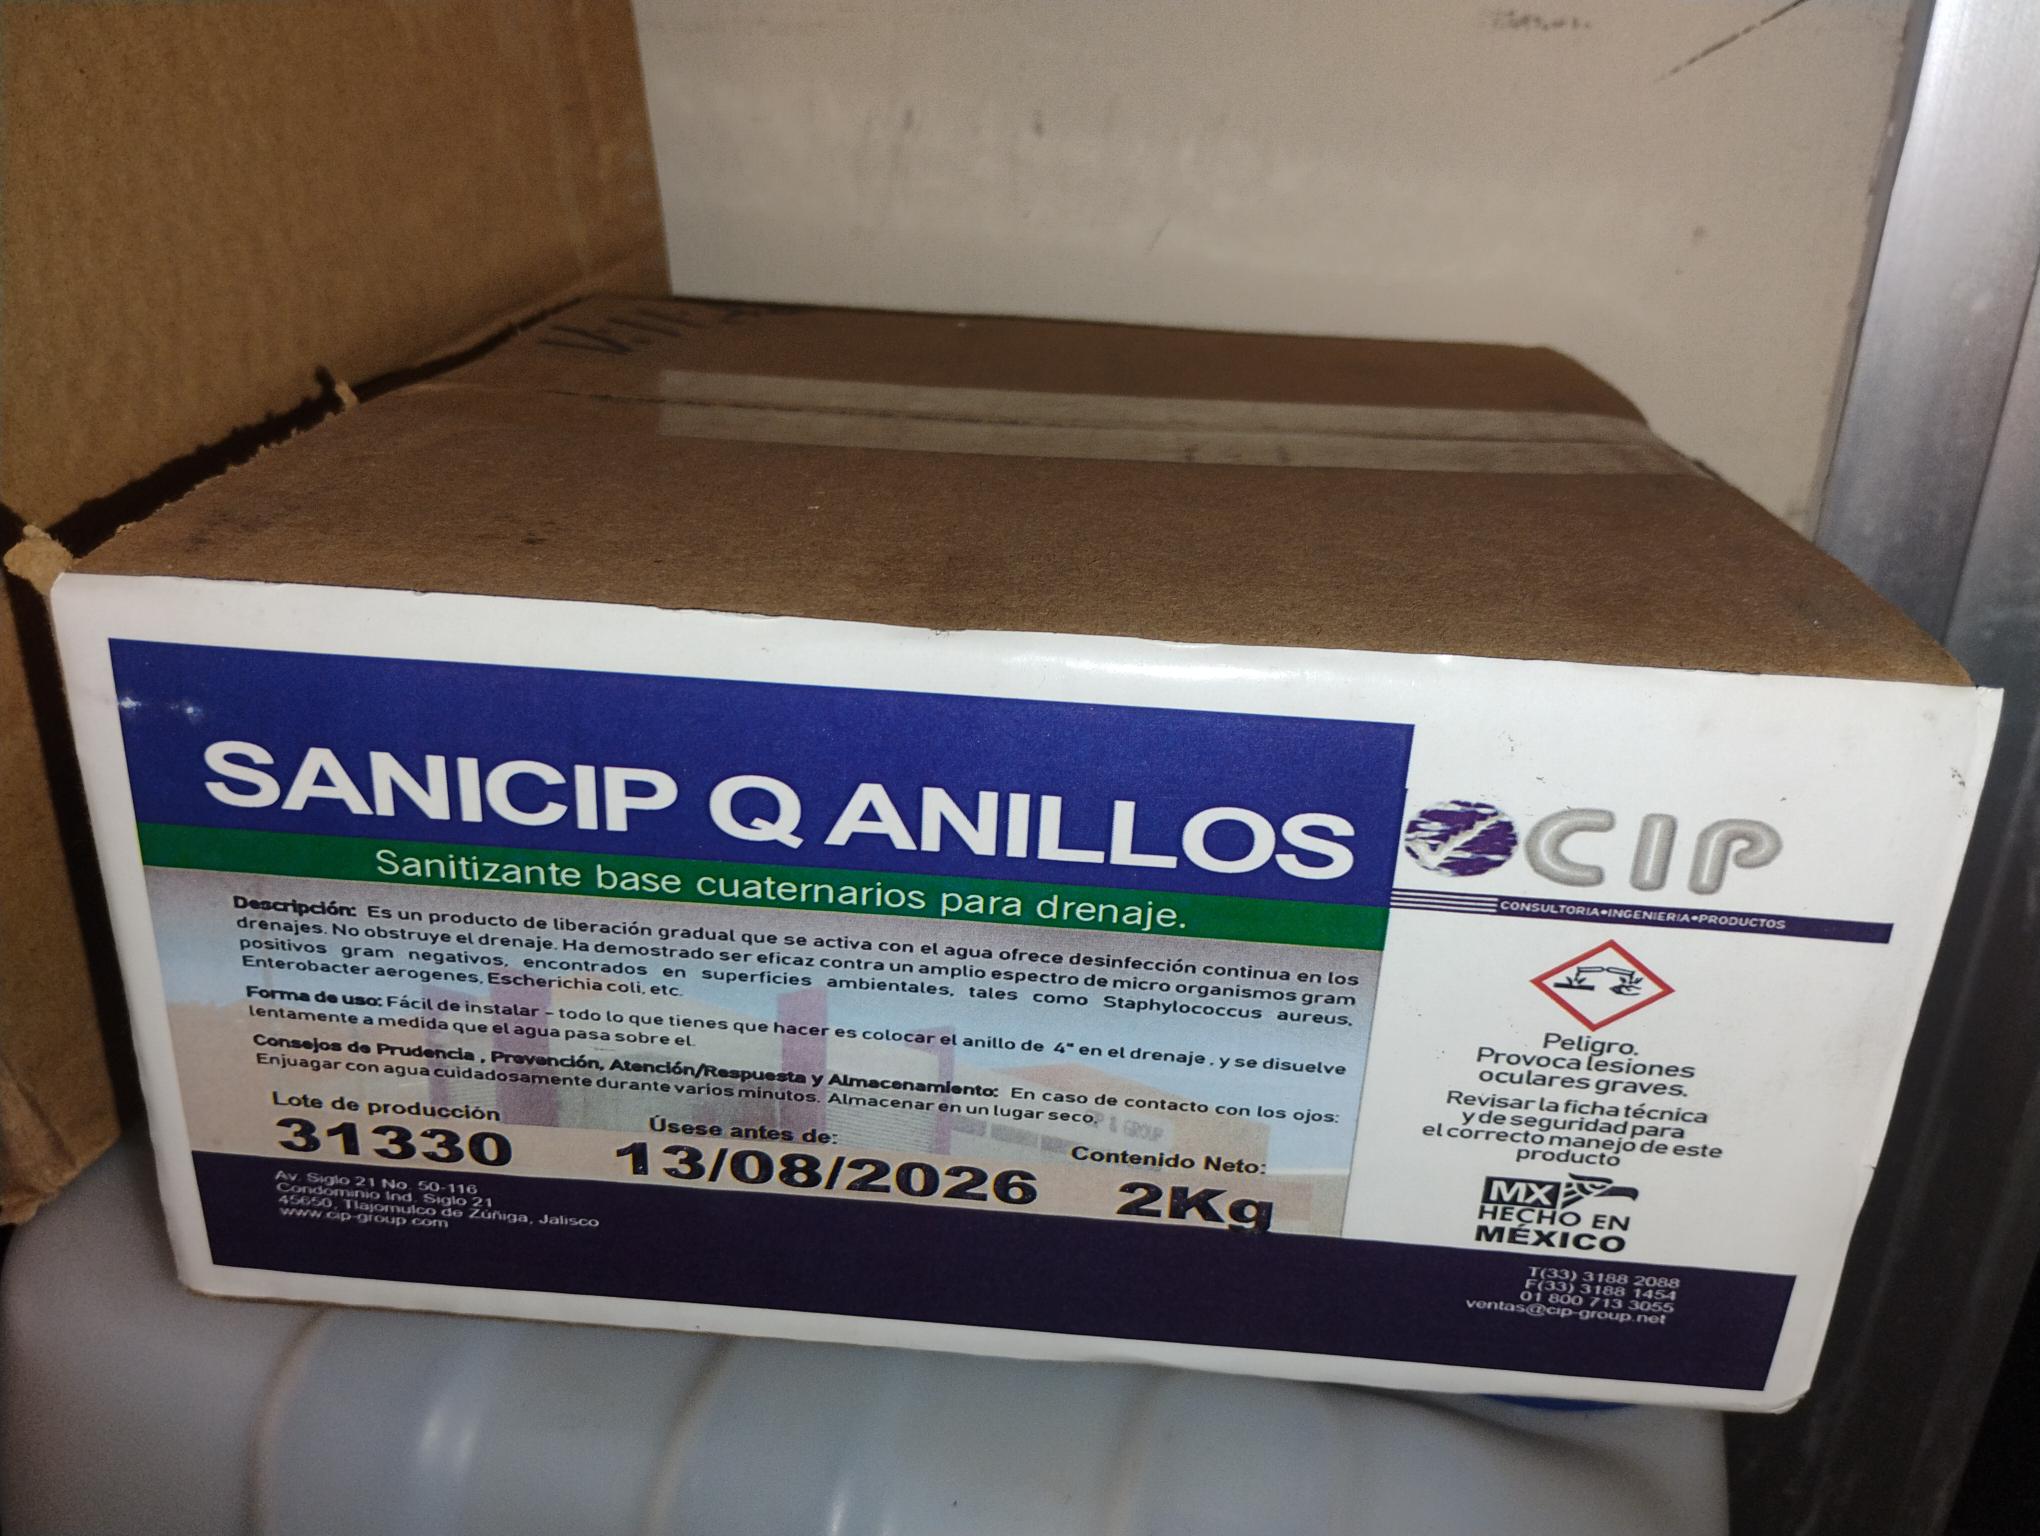 SANICIP Q ANILLOS
Sanitizante base cuaternarios para drenaje.
Descripción: Es un producto de liberación gradual que se activa con el agua ofrece desinfección continua en los
drenajes. No obstruye el drenaje. Ha demostrado ser eficaz contra un amplio espectro de micro organismos gram
positivos gram negativos, encontrados en superficies ambientales, tales como Staphylococcus aureus,
Enterobacter aerogenes, Escherichia coli, etc.
Forma de uso: Fácil de instalar – todo lo que tienes que hacer es colocar el anillo de 4" en el drenaje . y se disuelve
lentamente a medida que el agua pasa sobre el.
Consejos de Prudencia , Prevención, Atención/Respuesta y Almacenamiento: En caso de contacto con los ojos:
Enjuagar con agua cuidadosamente durante varios minutos. Almacenar en un lugar seco.
Lote de producción
31330
Úsese antes de:
13/08/2026
Contenido Neto:
2Kg
Av. Siglo 21 No. 50-116
Condominio Ind. Siglo 21
45650, Tlajomulco de Zúñiga, Jalisco
www.cip-group.com
CIP
CONSULTORIA•INGENIERIA•PRODUCTOS
Peligro.
Provoca lesiones
oculares graves.
Revisar la ficha técnica
y de seguridad para
el correcto manejo de este
producto
MX
HECHO EN
MÉXICO
T(33) 3188 2088
F(33) 3188 1454
01 800 713 3055
ventas@cip-group.net